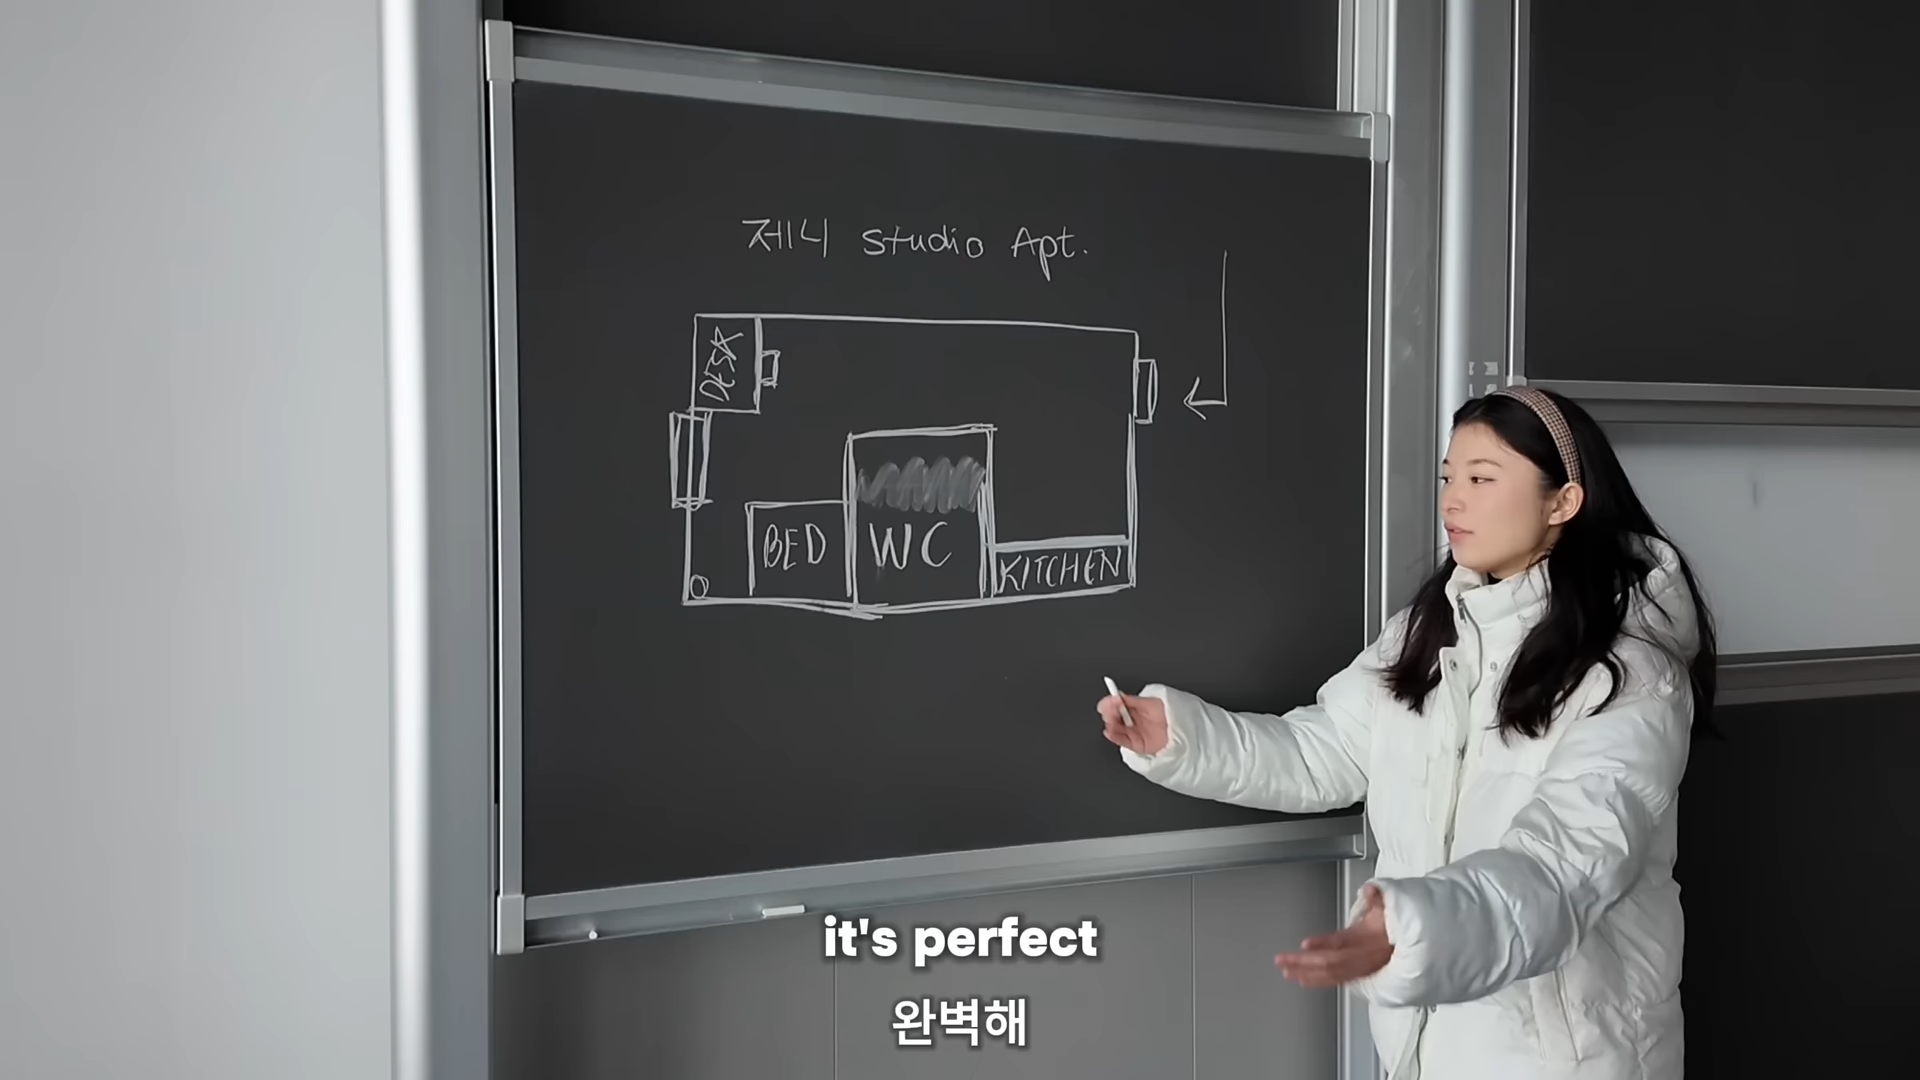 제니 studio Apt.
DESK
BED
WC
KITCHEN
it's perfect
완벽해